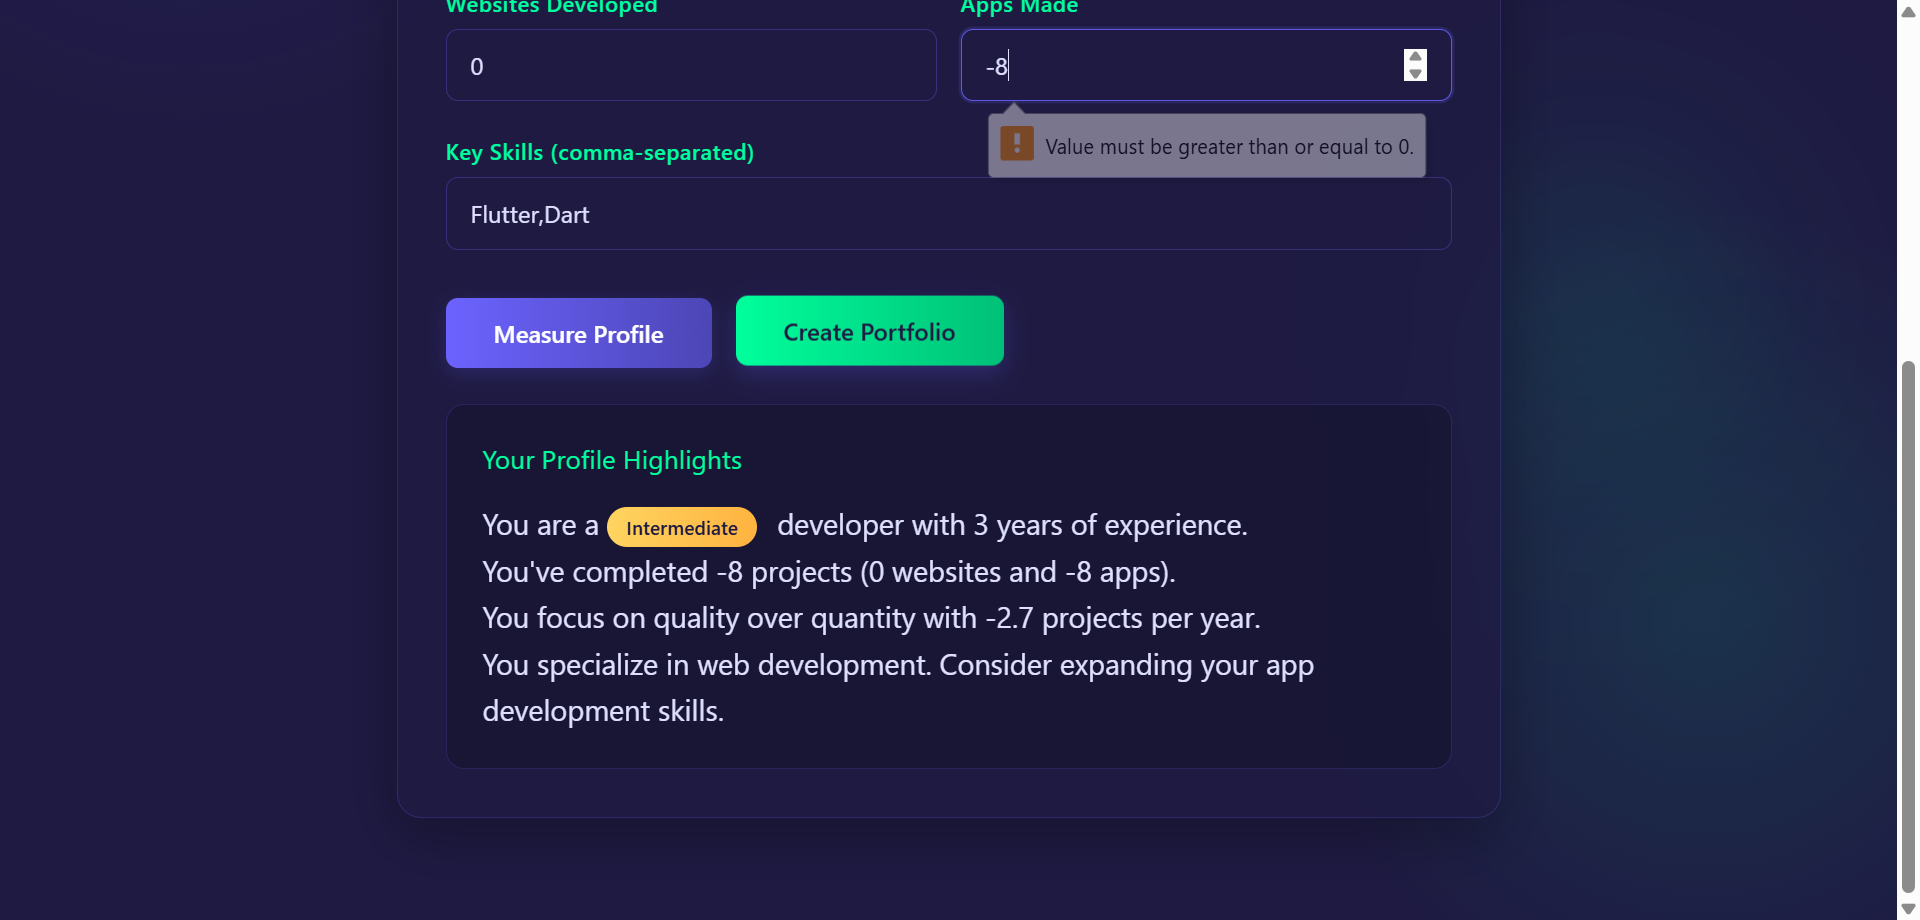 Websites Developed
Apps Made
0
-8
Value must be greater than or equal to 0.
Key Skills (comma-separated)
Flutter,Dart
Measure Profile
Create Portfolio
Your Profile Highlights
You are a Intermediate developer with 3 years of experience.
You've completed -8 projects (0 websites and -8 apps).
You focus on quality over quantity with -2.7 projects per year.
You specialize in web development. Consider expanding your app
development skills.